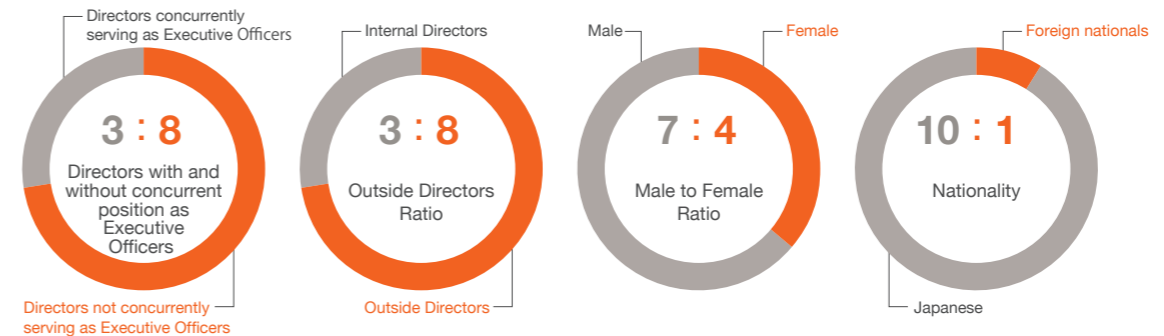 Directors concurrently
serving as Executive Officers
3 : 8
Directors with and
without concurrent
position as
Executive
Officers
Directors not concurrently
serving as Executive Officers
Internal Directors
3 : 8
Outside Directors
Ratio
Outside Directors
Male
Female
7 : 4
Male to Female
Ratio
Foreign nationals
10 : 1
Nationality
Japanese